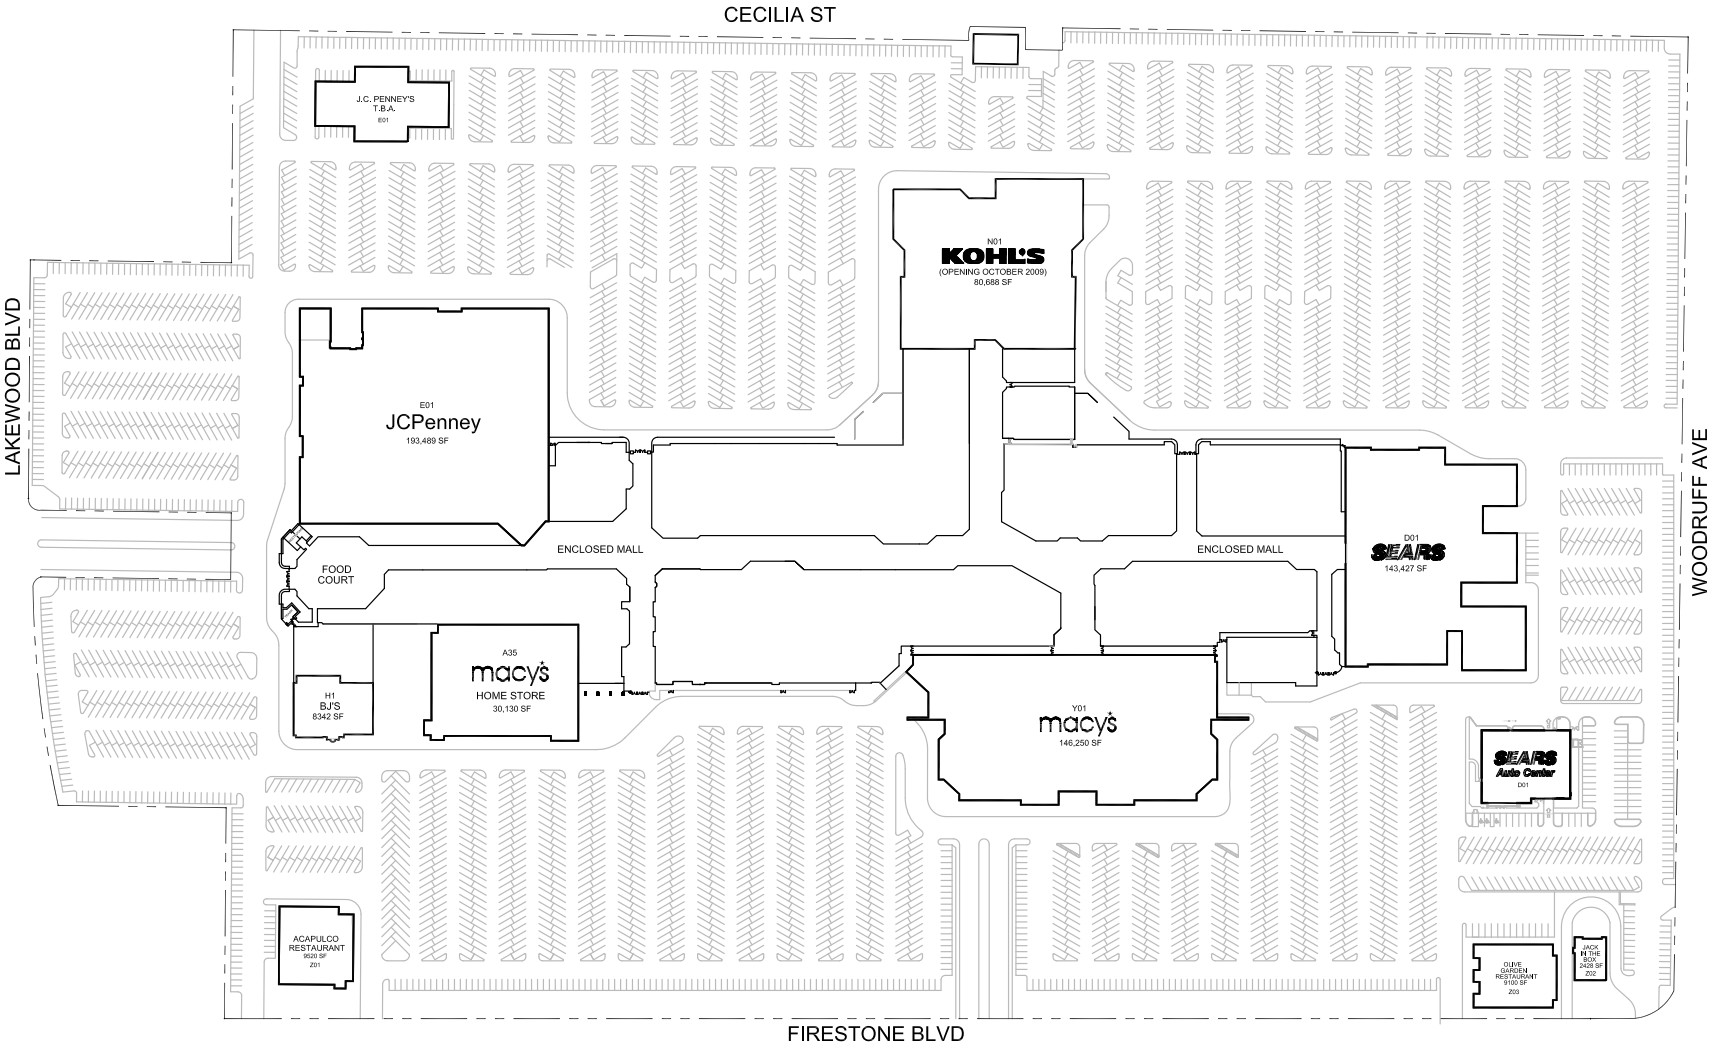 CECILIA ST
J.C. PENNEY'S
T.B.A.
E01
N01
KOHL'S
(OPENING OCTOBER 2009)
80,688 SF
LAKEWOOD BLVD
E01
JCPenney
193,489 SF
WOODRUFF AVE
ENCLOSED MALL
ENCLOSED MALL
D01
SEARS
143,427 SF
FOOD
COURT
A35
macy's
HOME STORE
30,130 SF
H1
BJ'S
8342 SF
Y01
macy's
146,250 SF
SEARS
Auto Center
D01
ACAPULCO
RESTAURANT
9520 SF
Z01
OLIVE
GARDEN
RESTAURANT
9100 SF
Z03
JACK
IN THE
BOX
2428 SF
Z02
FIRESTONE BLVD